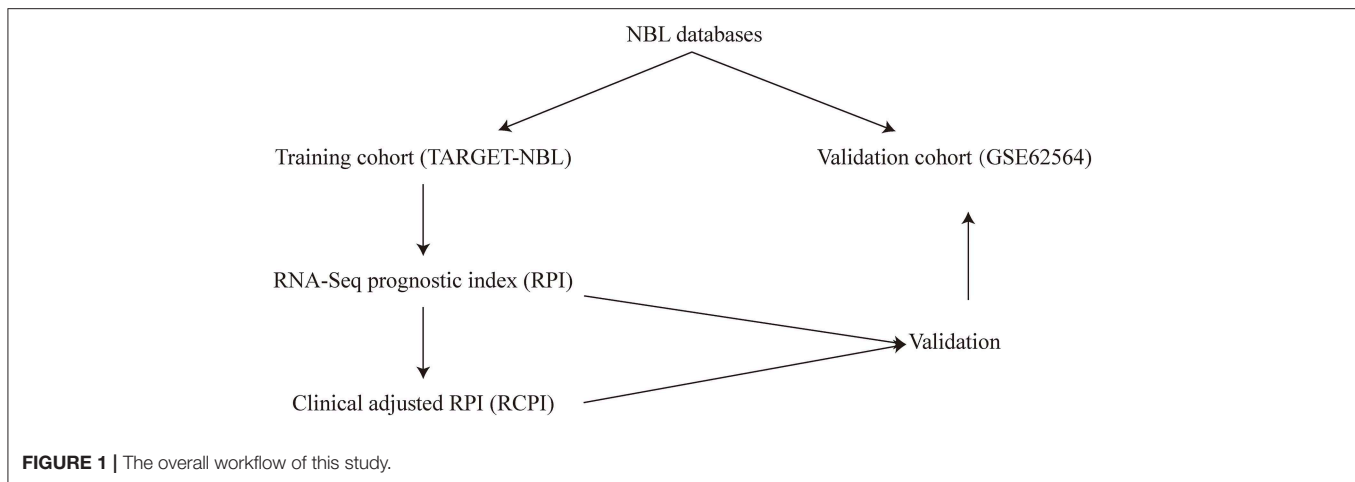 NBL databases
Training cohort (TARGET-NBL)
Validation cohort (GSE62564)
RNA-Seq prognostic index (RPI)
Validation
Clinical adjusted RPI (RCPI)
FIGURE 1 | The overall workflow of this study.